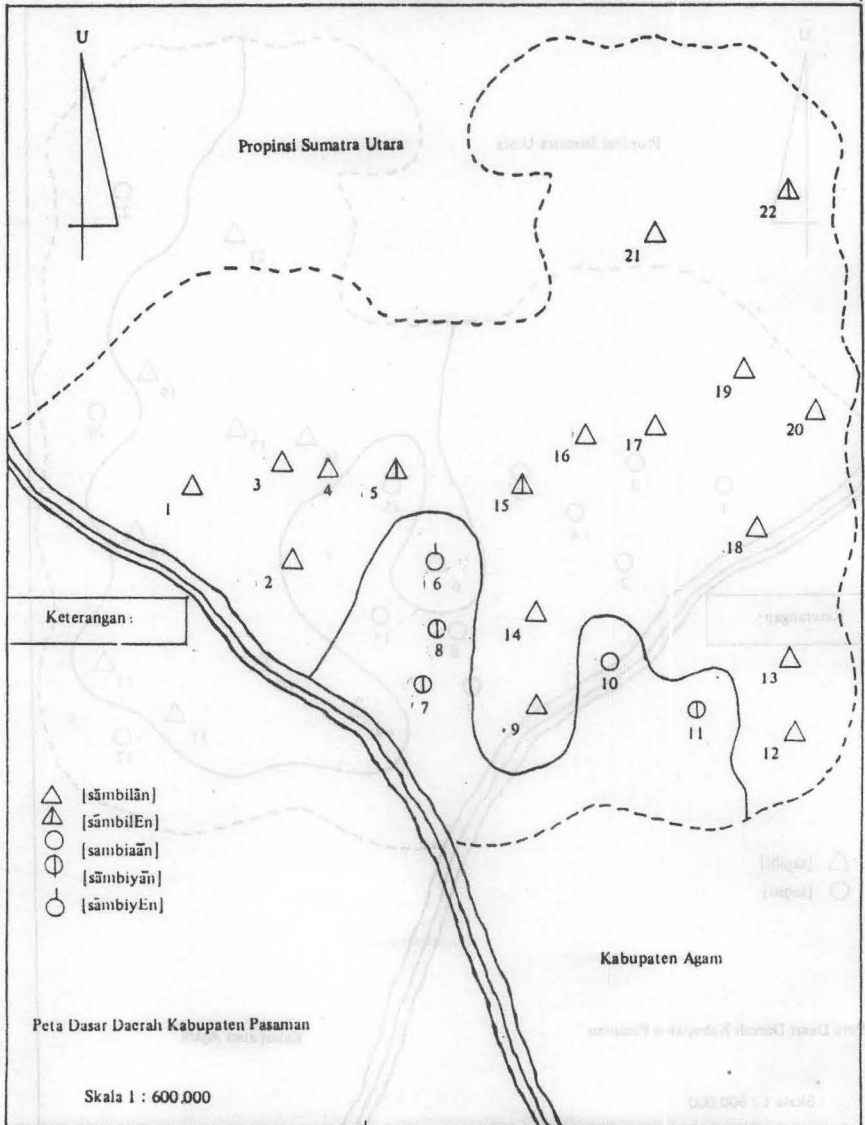 U
Propinsi Sumatra Utara
22
21
19
20
17
16
3
4
5
15
1
18
2
6
Keterangan :
14
8
13
10
7
9
11
12
[sāmbilān]
[sāmbilEn]
[sambiaān]
[sāmbiyān]
[sāmbiyEn]
Kabupaten Agam
Peta Dasar Daerah Kabupaten Pasaman
Skala 1 : 600.000